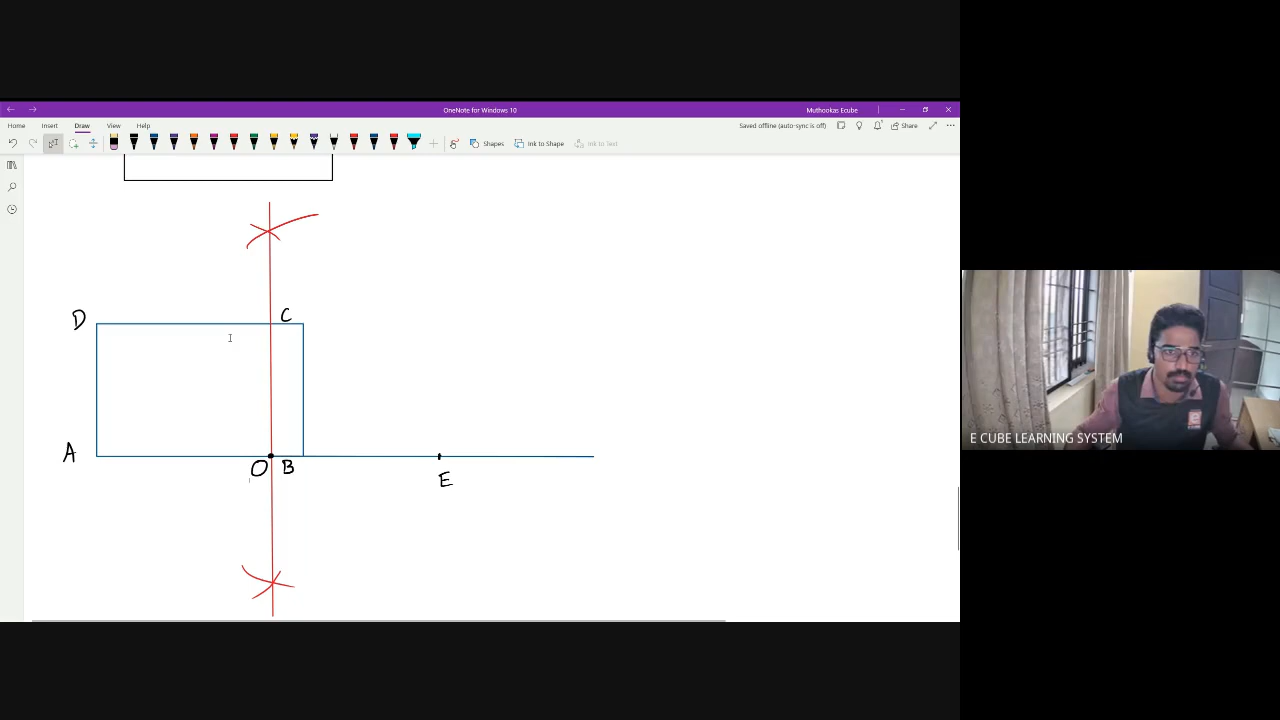 OneNote for Windows 10
Muthookas Ecube
Home Insert Draw View Help
Saved offline (auto-sync is off)
Share
Shapes
Ink to Shape
Ink to Text
D
C
A
O
B
E
E CUBE LEARNING SYSTEM